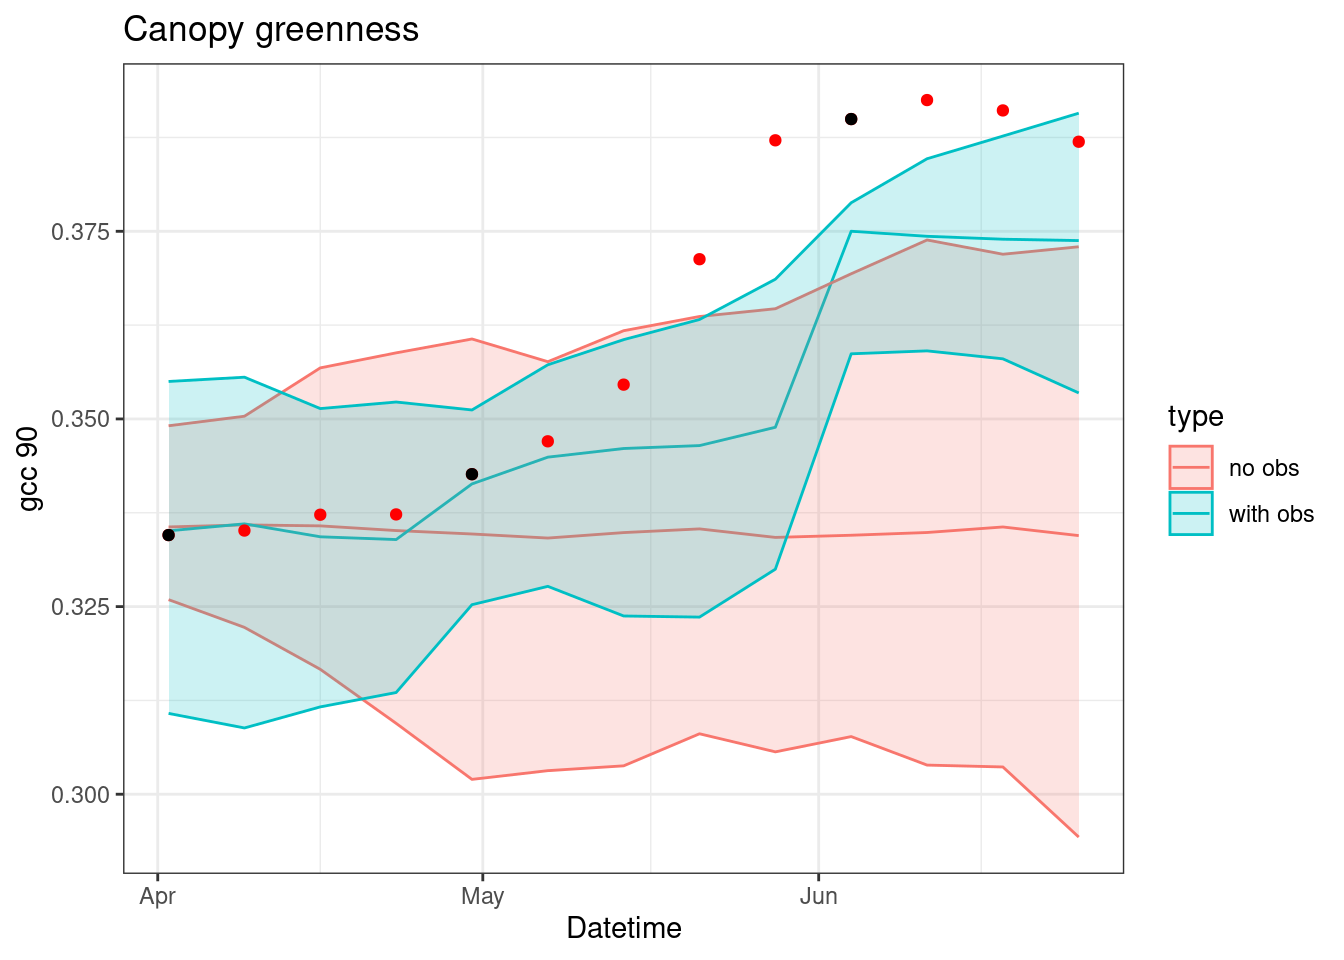 Canopy greenness
gcc 90
0.375
0.350
0.325
0.300
Apr
May
Jun
Datetime
type
no obs
with obs